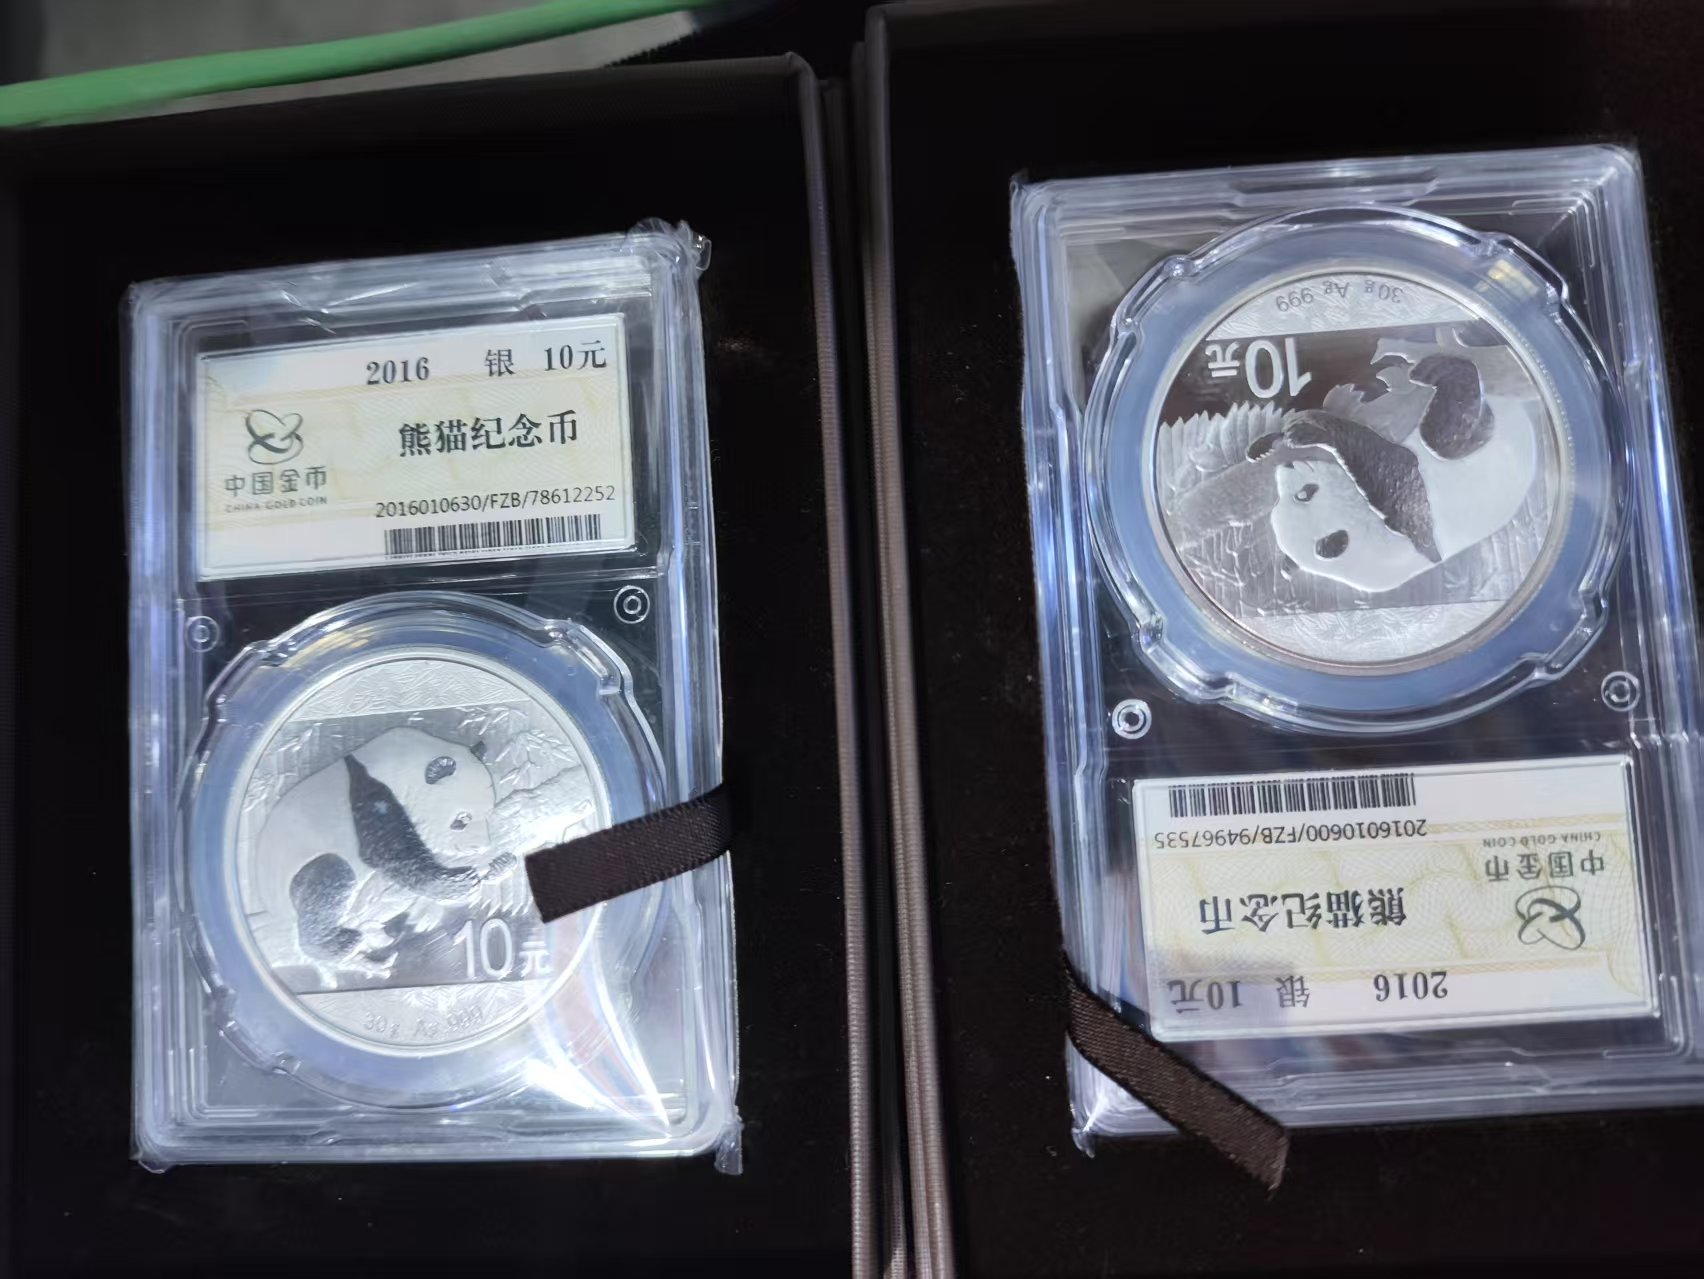 2016 银 10元
熊猫纪念币
中国金币
CHINA GOLD COIN
2016010630/FZB/78612252
10元
30g Ag 999
30g Ag 999
10元
2016 银 10元
熊猫纪念币
中国金币
CHINA GOLD COIN
2016010600/FZB/94967535